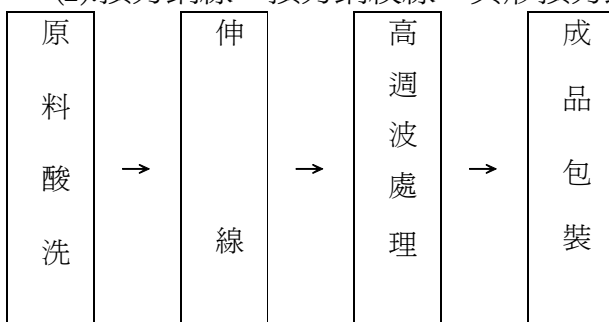 原料酸洗 → 伸線 → 高週波處理 → 成品包裝